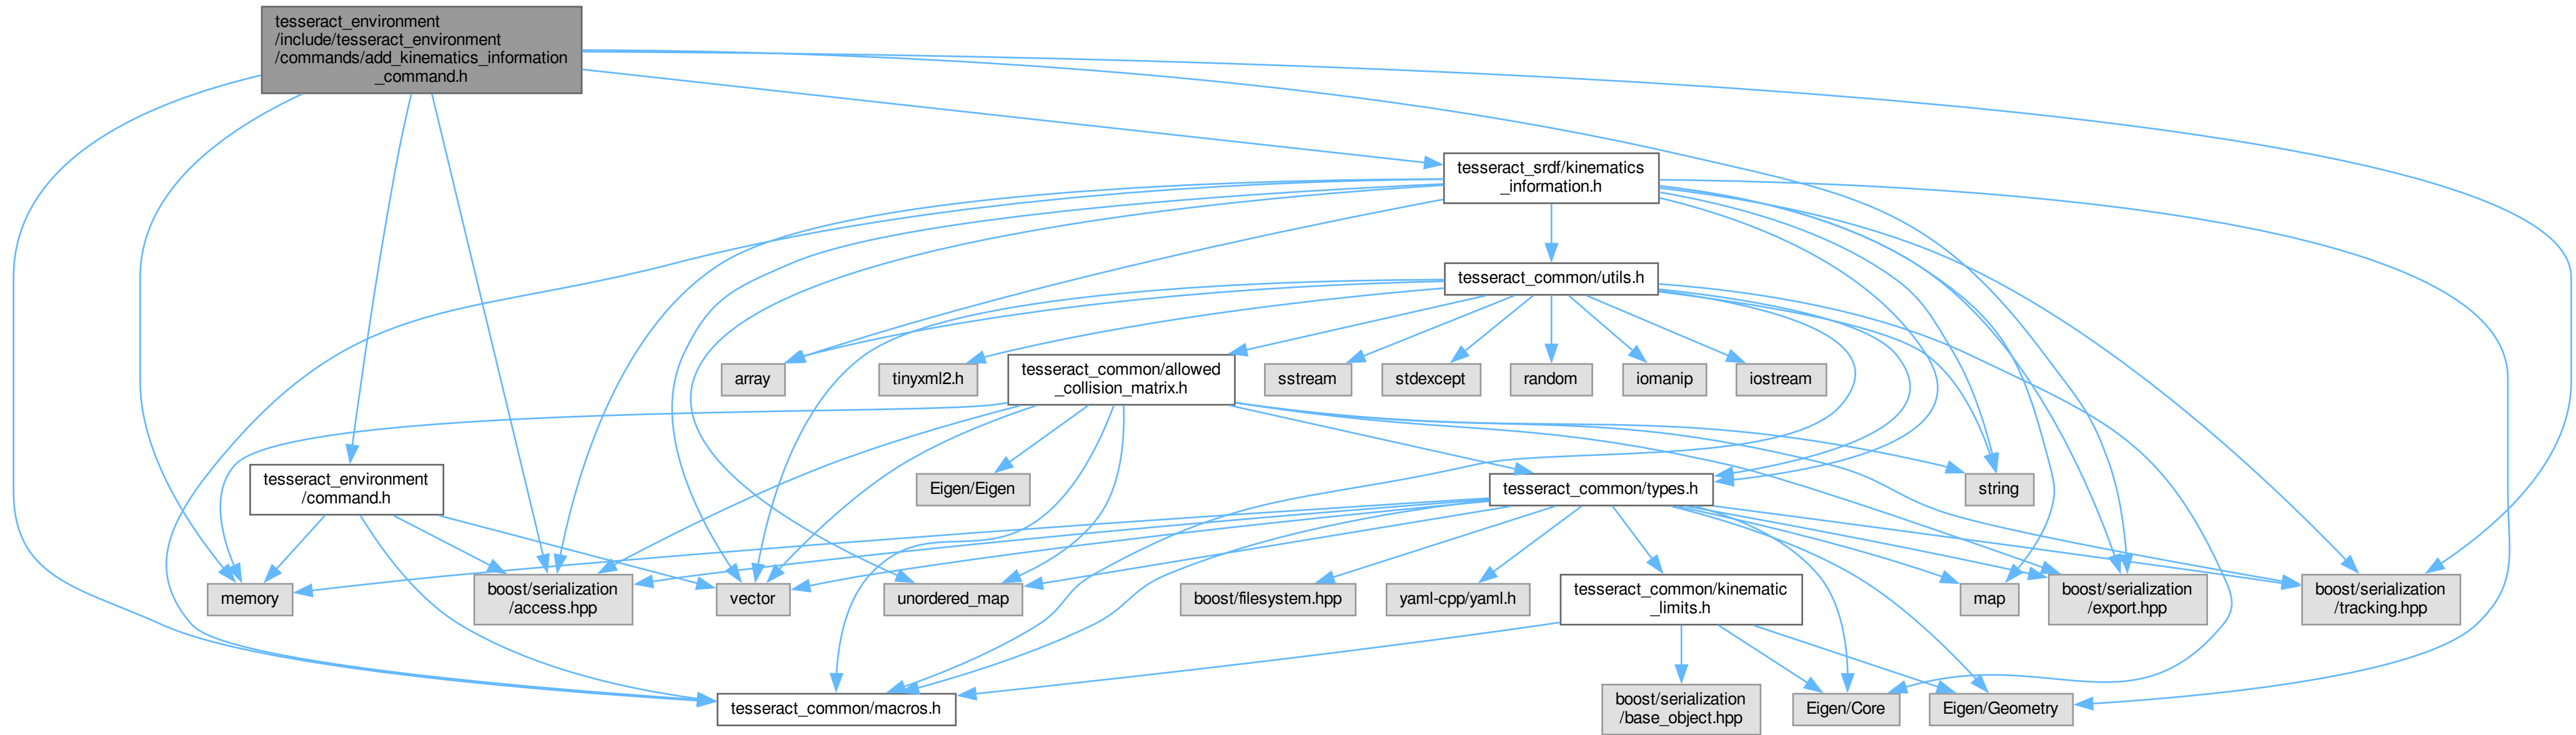 tesseract_environment
/include/tesseract_environment
/commands/add_kinematics_information
_command.h
tesseract_srdf/kinematics
_information.h
tesseract_common/utils.h
array
tinyxml2.h
tesseract_common/allowed
_collision_matrix.h
sstream
stdexcept
random
iomanip
iostream
tesseract_environment
/command.h
Eigen/Eigen
tesseract_common/types.h
string
memory
boost/serialization
/access.hpp
vector
unordered_map
boost/filesystem.hpp
yaml-cpp/yaml.h
tesseract_common/kinematic
_limits.h
map
boost/serialization
/export.hpp
boost/serialization
/tracking.hpp
tesseract_common/macros.h
boost/serialization
/base_object.hpp
Eigen/Core
Eigen/Geometry